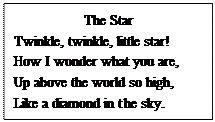 The Star
Twinkle, twinkle, little star!
How I wonder what you are,
Up above the world so high,
Like a diamond in the sky.